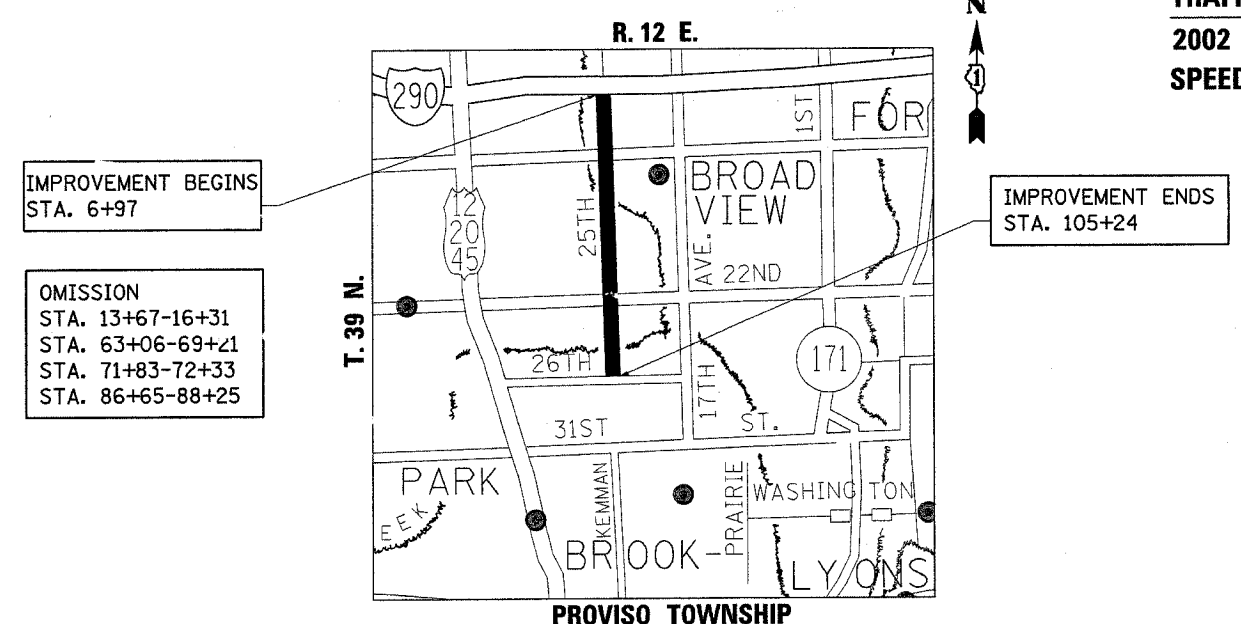 N
2002
SPEED
R. 12 E.
290
1ST
FOR
IMPROVEMENT BEGINS
STA. 6+97
BROAD
VIEW
IMPROVEMENT ENDS
STA. 105+24
12
20
45
25TH
AVE.
22ND
OMISSION
STA. 13+67-16+31
STA. 63+06-69+21
STA. 71+83-72+33
STA. 86+65-88+25
T. 39 N.
1
26TH
17TH
171
31ST
ST.
PARK
EEK
KEMMAN
PRAIRIE
WASHING TON
BROOK-
LYONS
PROVISO TOWNSHIP